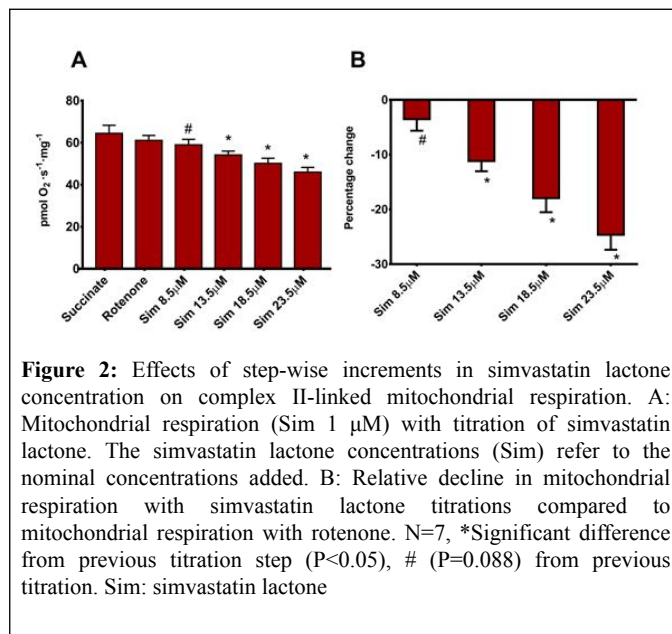 A
B
80
60
40
20
0
pmol O₂ ·s⁻¹·mg⁻¹
#
*
*
*
Succinate
Rotenone
Sim 8.5μM
Sim 13.5μM
Sim 18.5μM
Sim 23.5μM
0
-10
-20
-30
Percentage change
#
*
*
*
Sim 8.5μM
Sim 13.5μM
Sim 18.5μM
Sim 23.5μM
Figure 2: Effects of step-wise increments in simvastatin lactone
concentration on complex II-linked mitochondrial respiration. A:
Mitochondrial respiration (Sim 1 μM) with titration of simvastatin
lactone. The simvastatin lactone concentrations (Sim) refer to the
nominal concentrations added. B: Relative decline in mitochondrial
respiration with simvastatin lactone titrations compared to
mitochondrial respiration with rotenone. N=7, *Significant difference
from previous titration step (P<0.05), # (P=0.088) from previous
titration. Sim: simvastatin lactone